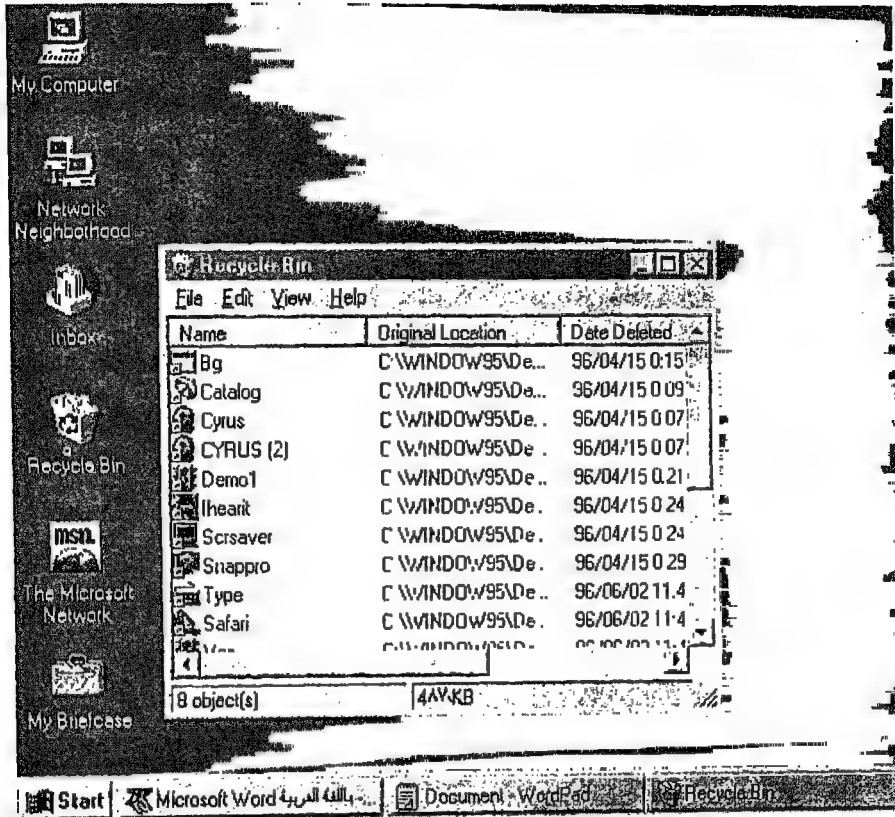 My Computer
Network
Neighborhood
Inbox
Recycle Bin
msn.
The Microsoft
Network
My Briefcase
Recycle Bin
File Edit View Help
Name Original Location Date Deleted
Bg C:\WINDOW95\De... 96/04/15 0:15
Catalog C:\WINDOW95\De... 96/04/15 0 09
Cyrus C \WINDOW95\De.. 96/04/15 0 07
CYRUS (2) C \WINDOW95\De.. 96/04/15 0 07
Demo1 C \WINDOW95\De.. 96/04/15 0.21
Iheart C \WINDOW95\De. 96/04/15 0 24
Scrsaver C \WINDOW95\De. 96/04/15 0 24
Snappro C \WINDOW95\De. 96/04/15 0 29
Type C \WINDOW95\De.. 96/06/02 11.4
Safari C \WINDOW95\De. 96/06/02 11:4
8 object(s) KB
Start Microsoft Word باللغة العربية Document - WordPad Recycle Bin